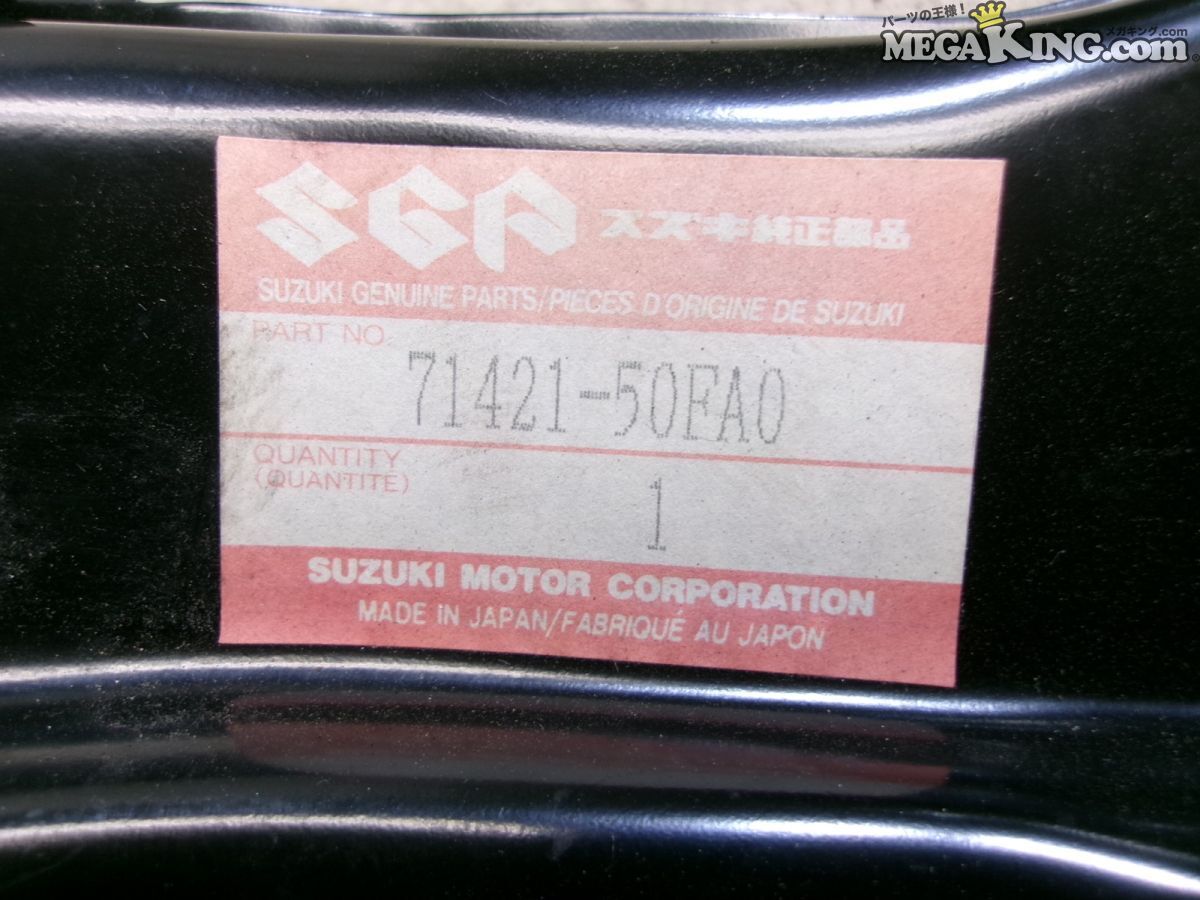 パーツの王様！
メガキング.com
MEGAKING.com
SGP スズキ純正部品
SUZUKI GENUINE PARTS/PIECES D'ORIGINE DE SUZUKI
PART NO.
71421-50FA0
QUANTITY
(QUANTITE)
1
SUZUKI MOTOR CORPORATION
MADE IN JAPAN/FABRIQUÉ AU JAPON